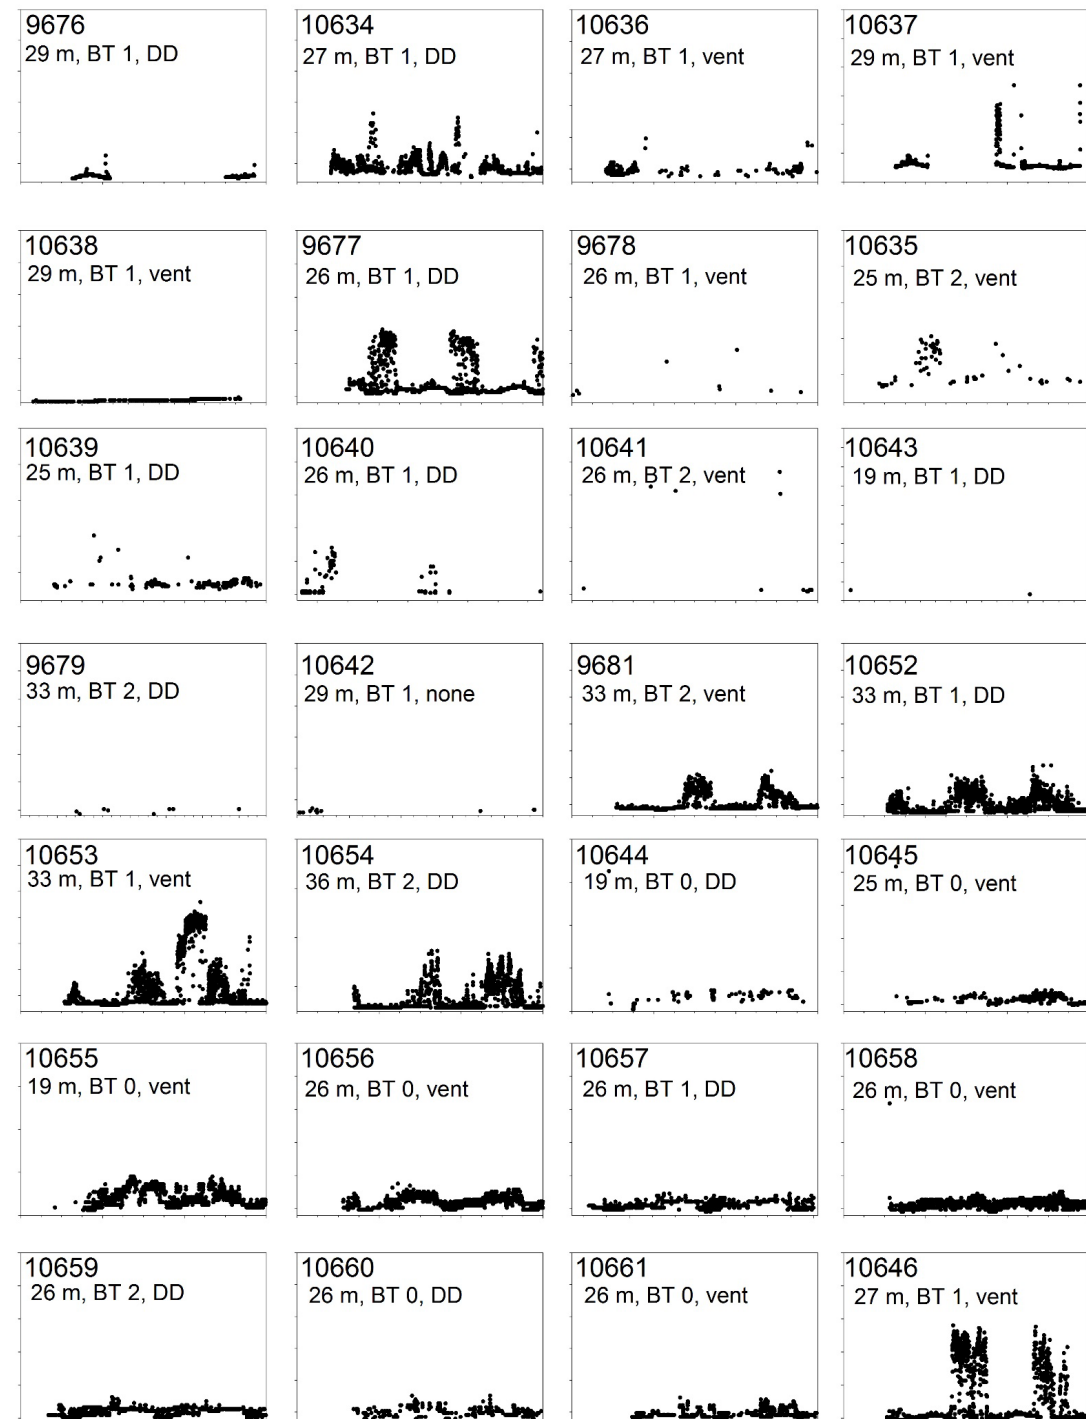 9676
29 m, BT 1, DD
10634
27 m, BT 1, DD
10636
27 m, BT 1, vent
10637
29 m, BT 1, vent
10638
29 m, BT 1, vent
9677
26 m, BT 1, DD
9678
26 m, BT 1, vent
10635
25 m, BT 2, vent
10639
25 m, BT 1, DD
10640
26 m, BT 1, DD
10641
26 m, BT 2, vent
10643
19 m, BT 1, DD
9679
33 m, BT 2, DD
10642
29 m, BT 1, none
9681
33 m, BT 2, vent
10652
33 m, BT 1, DD
10653
33 m, BT 1, vent
10654
36 m, BT 2, DD
10644
19 m, BT 0, DD
10645
25 m, BT 0, vent
10655
19 m, BT 0, vent
10656
26 m, BT 0, vent
10657
26 m, BT 1, DD
10658
26 m, BT 0, vent
10659
26 m, BT 2, DD
10660
26 m, BT 0, DD
10661
26 m, BT 0, vent
10646
27 m, BT 1, vent